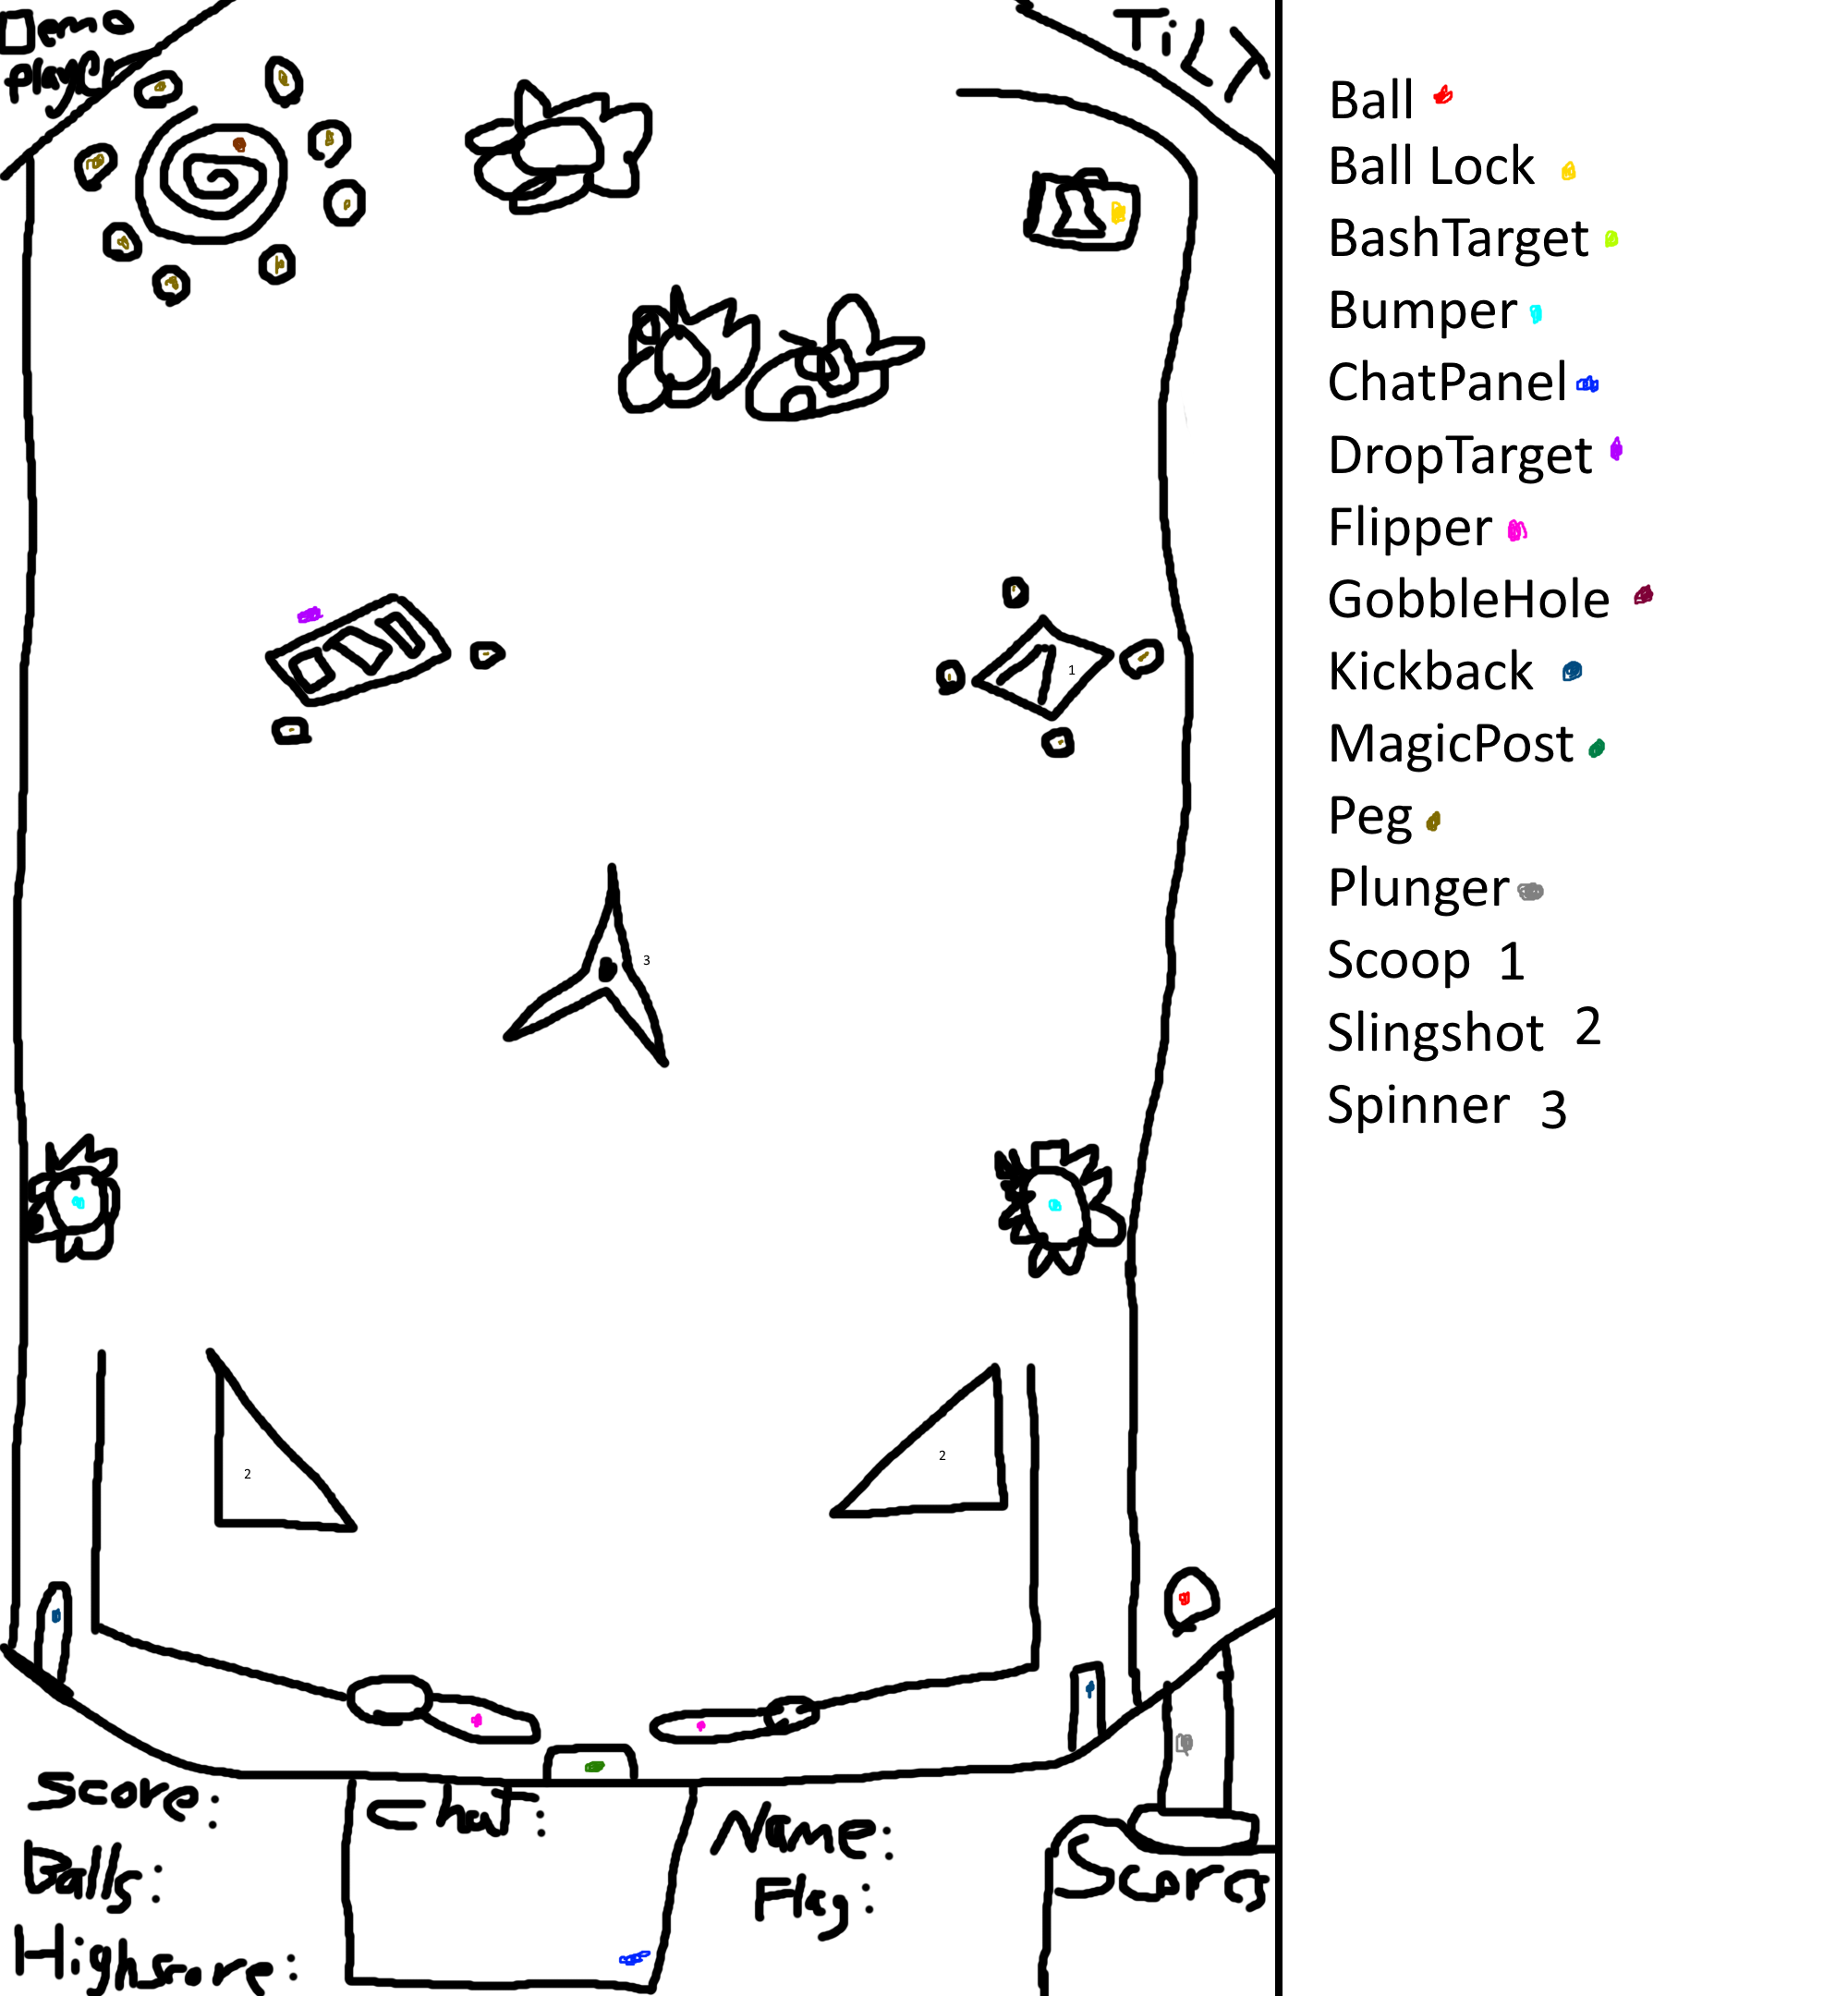 Demo
player
TiLT
1
3
2
2
Score:
Balls:
Highscore:
Chat:
Name:
Flag:
Scores
Ball
Ball Lock
BashTarget
Bumper
ChatPanel
DropTarget
Flipper
GobbleHole
Kickback
MagicPost
Peg
Plunger
Scoop 1
Slingshot 2
Spinner 3